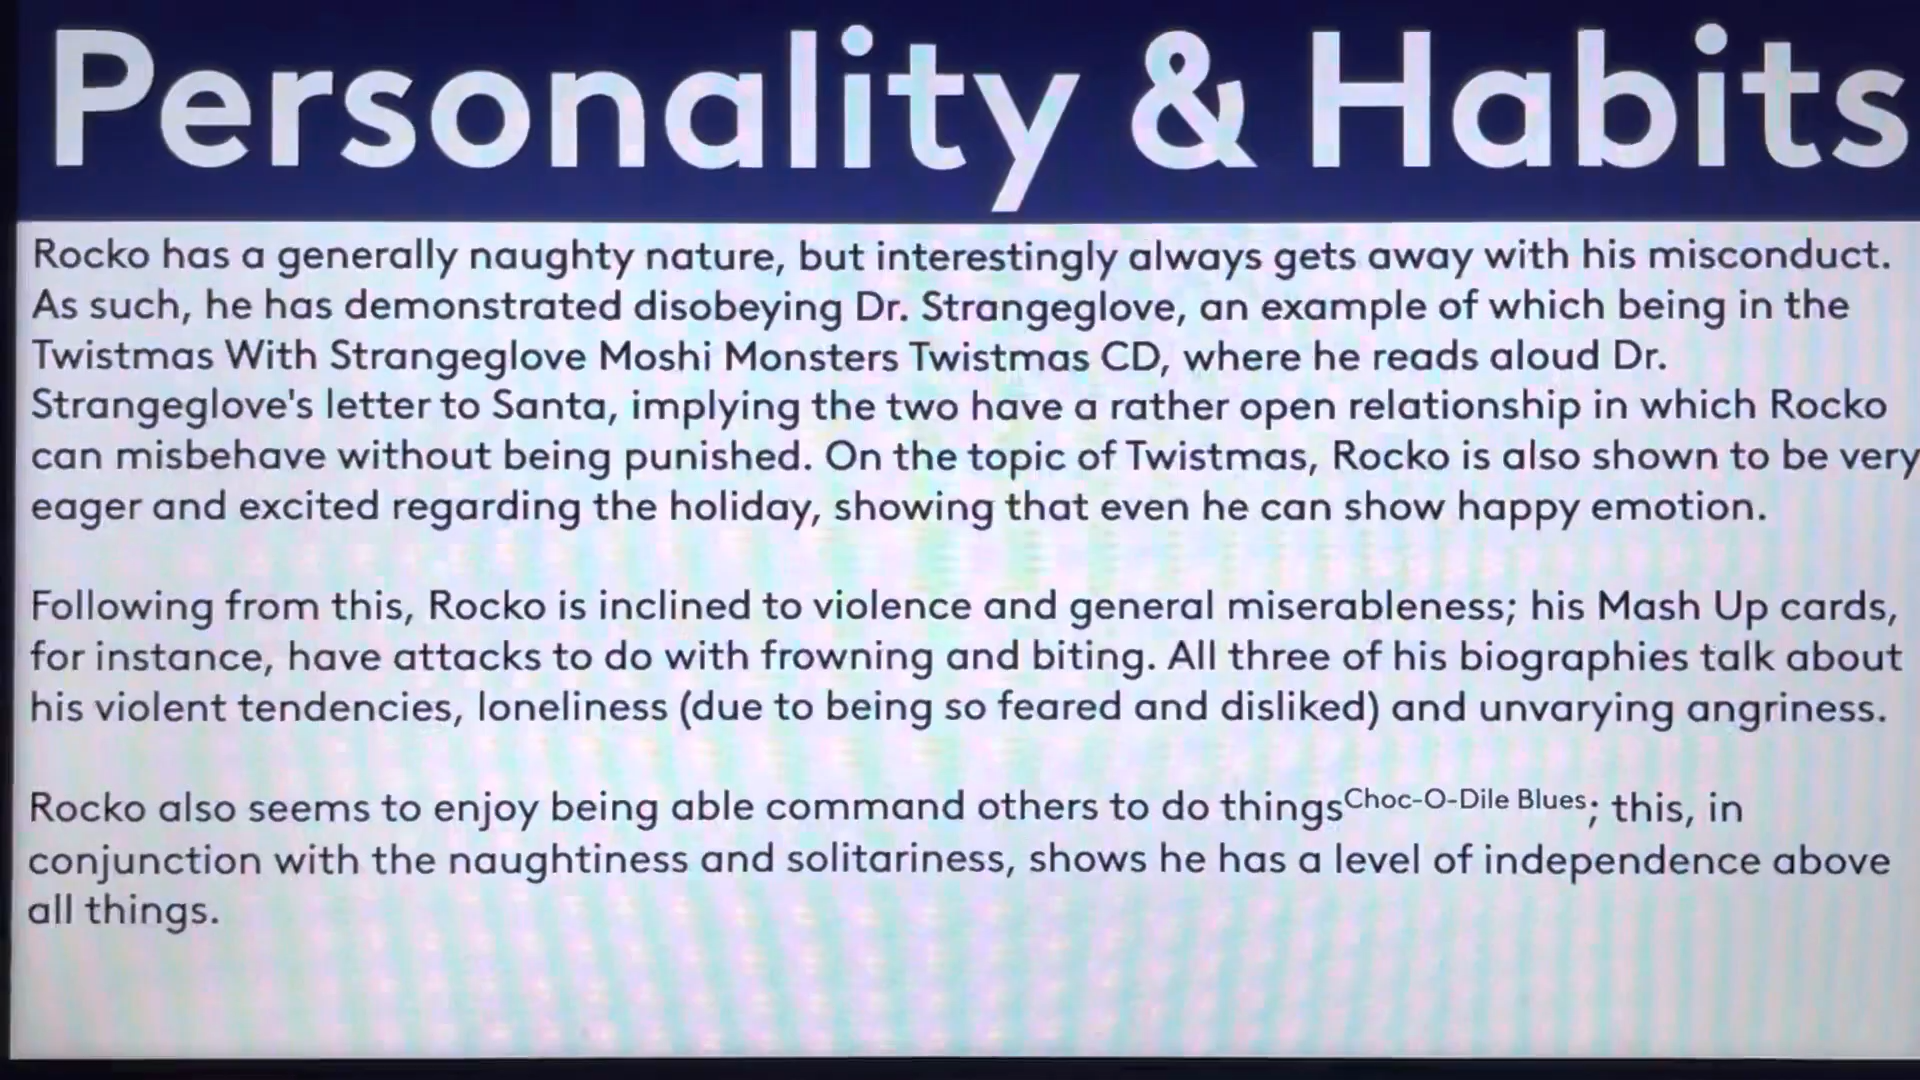 Personality & Habits
Rocko has a generally naughty nature, but interestingly always gets away with his misconduct.
As such, he has demonstrated disobeying Dr. Strangeglove, an example of which being in the
Twistmas With Strangeglove Moshi Monsters Twistmas CD, where he reads aloud Dr.
Strangeglove's letter to Santa, implying the two have a rather open relationship in which Rocko
can misbehave without being punished. On the topic of Twistmas, Rocko is also shown to be very
eager and excited regarding the holiday, showing that even he can show happy emotion.
Following from this, Rocko is inclined to violence and general miserableness; his Mash Up cards,
for instance, have attacks to do with frowning and biting. All three of his biographies talk about
his violent tendencies, loneliness (due to being so feared and disliked) and unvarying angriness.
Rocko also seems to enjoy being able command others to do things Choc-O-Dile Blues; this, in
conjunction with the naughtiness and solitariness, shows he has a level of independence above
all things.